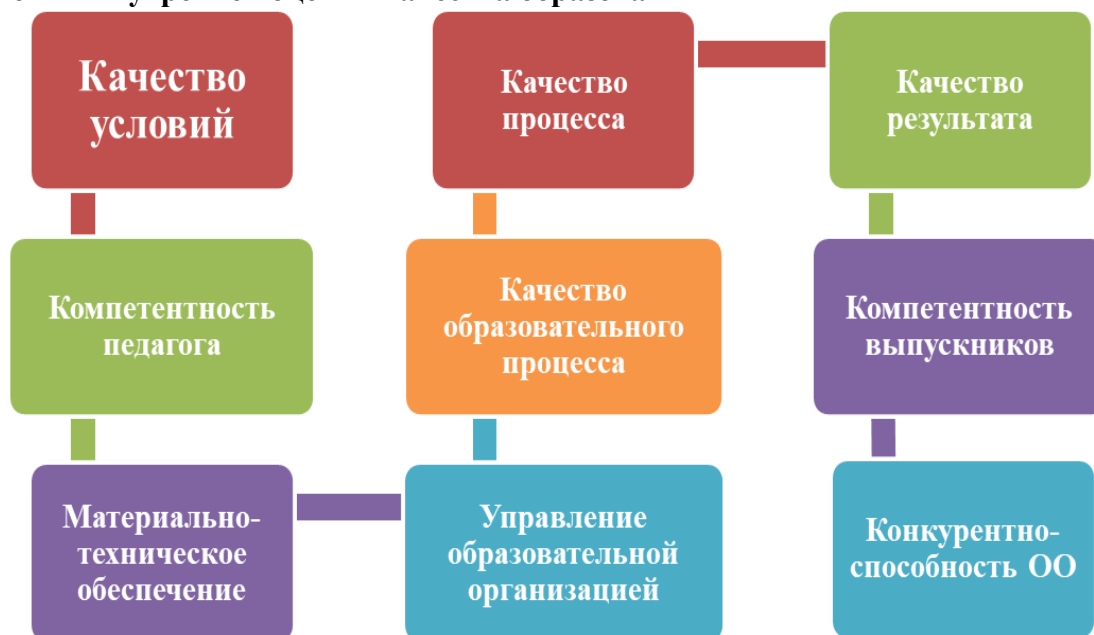 Качество
условий
Компетентность
педагога
Материально-
техническое
обеспечение
Качество
процесса
Качество
образовательного
процесса
Управление
образовательной
организацией
Качество
результата
Компетентность
выпускников
Конкурентно-
способность ОО